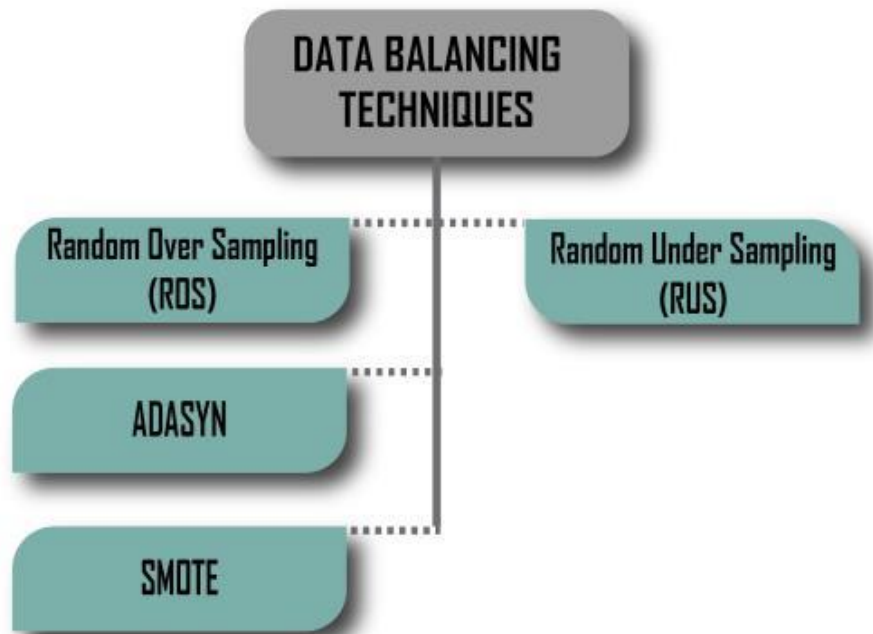 DATA BALANCING
TECHNIQUES
Random Over Sampling
(ROS)
Random Under Sampling
(RUS)
ADASYN
SMOTE